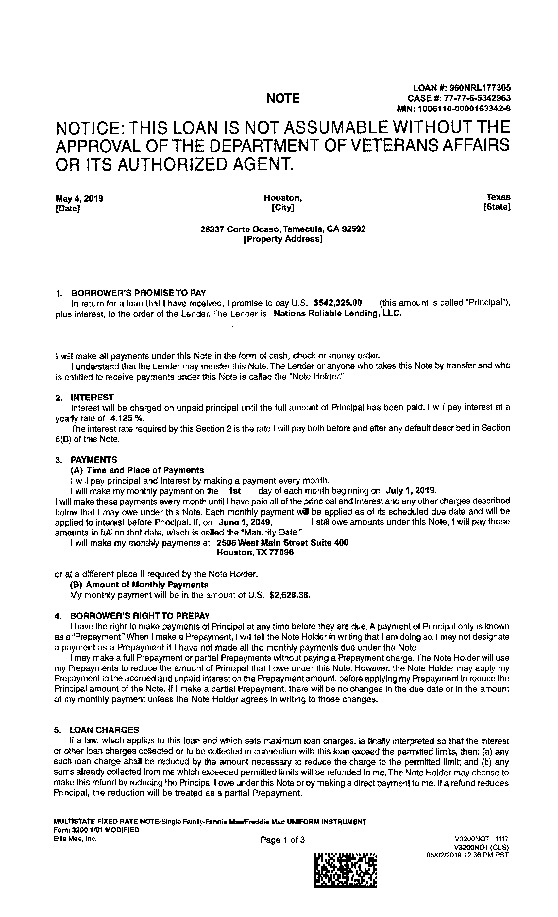 LOAN #: 960NRL177305
NOTE
CASE #: 77-77-6-5342963
MIN: 1006110-0000163342-6
NOTICE: THIS LOAN IS NOT ASSUMABLE WITHOUT THE
APPROVAL OF THE DEPARTMENT OF VETERANS AFFAIRS
OR ITS AUTHORIZED AGENT.
May 4, 2019 Houston, Texas
[Date] [City] [State]
28337 Corte Ocaso, Temecula, CA 92592
[Property Address]
1. BORROWER'S PROMISE TO PAY
In return for a loan that I have received, I promise to pay U.S. $542,325.00 (this amount is called "Principal"),
plus interest, to the order of the Lender. The Lender is Nations Reliable Lending, LLC.
I will make all payments under this Note in the form of cash, check or money order.
I understand that the Lender may transfer this Note. The Lender or anyone who takes this Note by transfer and who
is entitled to receive payments under this Note is called the "Note Holder."
2. INTEREST
Interest will be charged on unpaid principal until the full amount of Principal has been paid. I will pay interest at a
yearly rate of 4.125 %.
The interest rate required by this Section 2 is the rate I will pay both before and after any default described in Section
6(B) of this Note.
3. PAYMENTS
(A) Time and Place of Payments
I will pay principal and interest by making a payment every month.
I will make my monthly payment on the 1st day of each month beginning on July 1, 2019.
I will make these payments every month until I have paid all of the principal and interest and any other charges described
below that I may owe under this Note. Each monthly payment will be applied as of its scheduled due date and will be
applied to interest before Principal. If, on June 1, 2049, I still owe amounts under this Note, I will pay those
amounts in full on that date, which is called the "Maturity Date."
I will make my monthly payments at 2506 West Main Street Suite 400
Houston, TX 77098
or at a different place if required by the Note Holder.
(B) Amount of Monthly Payments
My monthly payment will be in the amount of U.S. $2,628.38.
4. BORROWER'S RIGHT TO PREPAY
I have the right to make payments of Principal at any time before they are due. A payment of Principal only is known
as a "Prepayment." When I make a Prepayment, I will tell the Note Holder in writing that I am doing so. I may not designate
a payment as a Prepayment if I have not made all the monthly payments due under the Note.
I may make a full Prepayment or partial Prepayments without paying a Prepayment charge. The Note Holder will use
my Prepayments to reduce the amount of Principal that I owe under this Note. However, the Note Holder may apply my
Prepayment to the accrued and unpaid interest on the Prepayment amount, before applying my Prepayment to reduce the
Principal amount of the Note. If I make a partial Prepayment, there will be no changes in the due date or in the amount
of my monthly payment unless the Note Holder agrees in writing to those changes.
5. LOAN CHARGES
If a law, which applies to this loan and which sets maximum loan charges, is finally interpreted so that the interest
or other loan charges collected or to be collected in connection with this loan exceed the permitted limits, then: (a) any
such loan charge shall be reduced by the amount necessary to reduce the charge to the permitted limit; and (b) any
sums already collected from me which exceeded permitted limits will be refunded to me. The Note Holder may choose to
make this refund by reducing the Principal I owe under this Note or by making a direct payment to me. If a refund reduces
Principal, the reduction will be treated as a partial Prepayment.
MULTISTATE FIXED RATE NOTE-Single Family-Fannie Mae/Freddie Mac UNIFORM INSTRUMENT
Form 3200 1/01 MODIFIED
Ellie Mae, Inc. Page 1 of 3 V3200NOT 1117
V3200NOT (CLS)
05/02/2019 12:36 PM PST